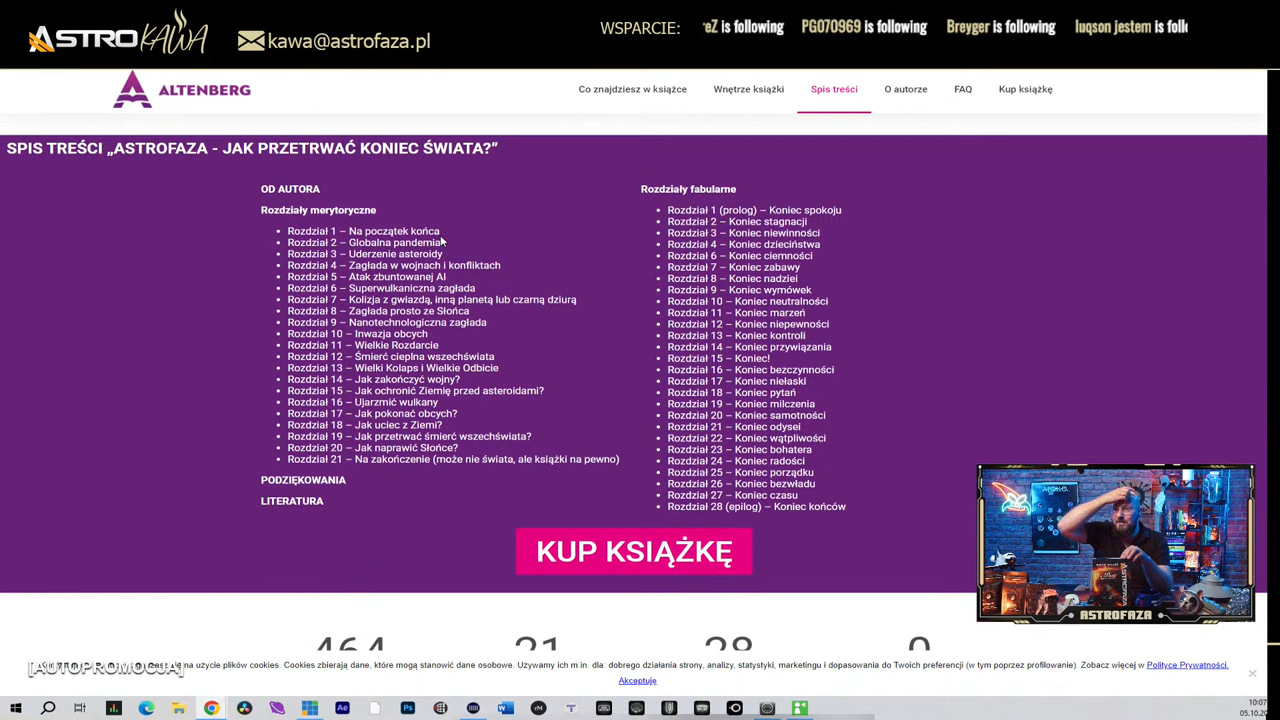 ASTROKAWA
kawa@astrofaza.pl
WSPARCIE:
eZ is following
PG070969 is following
Breyger is following
luqson jestem is foll
ALTENBERG
Co znajdziesz w książce
Wnętrze książki
Spis treści
O autorze
FAQ
Kup książkę
SPIS TREŚCI „ASTROFAZA - JAK PRZETRWAĆ KONIEC ŚWIATA?”
OD AUTORA
Rozdziały merytoryczne
Rozdział 1 – Na początek końca
Rozdział 2 – Globalna pandemia
Rozdział 3 – Uderzenie asteroidy
Rozdział 4 – Zagłada w wojnach i konfliktach
Rozdział 5 – Atak zbuntowanej AI
Rozdział 6 – Superwulkaniczna zagłada
Rozdział 7 – Kolizja z gwiazdą, inną planetą lub czarną dziurą
Rozdział 8 – Zagłada prosto ze Słońca
Rozdział 9 – Nanotechnologiczna zagłada
Rozdział 10 – Inwazja obcych
Rozdział 11 – Wielkie Rozdarcie
Rozdział 12 – Śmierć cieplna wszechświata
Rozdział 13 – Wielki Kolaps i Wielkie Odbicie
Rozdział 14 – Jak zakończyć wojny?
Rozdział 15 – Jak ochronić Ziemię przed asteroidami?
Rozdział 16 – Ujarzmić wulkany
Rozdział 17 – Jak pokonać obcych?
Rozdział 18 – Jak uciec z Ziemi?
Rozdział 19 – Jak przetrwać śmierć wszechświata?
Rozdział 20 – Jak naprawić Słońce?
Rozdział 21 – Na zakończenie (może nie świata, ale książki na pewno)
PODZIĘKOWANIA
LITERATURA
Rozdziały fabularne
Rozdział 1 (prolog) – Koniec spokoju
Rozdział 2 – Koniec stagnacji
Rozdział 3 – Koniec niewinności
Rozdział 4 – Koniec dzieciństwa
Rozdział 6 – Koniec ciemności
Rozdział 7 – Koniec zabawy
Rozdział 8 – Koniec nadziei
Rozdział 9 – Koniec wymówek
Rozdział 10 – Koniec neutralności
Rozdział 11 – Koniec marzeń
Rozdział 12 – Koniec niepewności
Rozdział 13 – Koniec kontroli
Rozdział 14 – Koniec przywiązania
Rozdział 15 – Koniec!
Rozdział 16 – Koniec bezczynności
Rozdział 17 – Koniec niełaski
Rozdział 18 – Koniec pytań
Rozdział 19 – Koniec milczenia
Rozdział 20 – Koniec samotności
Rozdział 21 – Koniec odysei
Rozdział 22 – Koniec wątpliwości
Rozdział 23 – Koniec bohatera
Rozdział 24 – Koniec radości
Rozdział 25 – Koniec porządku
Rozdział 26 – Koniec bezwładu
Rozdział 27 – Koniec czasu
Rozdział 28 (epilog) – Koniec końców
KUP KSIĄŻKĘ
ASTROFAZA
464
21
28
0
[AUTOPROMOCJA]
na użycie plików cookies. Cookies zbierają dane, które mogą stanowić dane osobowe. Używamy ich m.in. dla: dobrego działania strony, analizy, statystyki, marketingu i dopasowania do Twoich preferencji (w tym poprzez profilowanie). Zobacz więcej w Polityce Prywatności.
Akceptuję
10:07
05.10.20